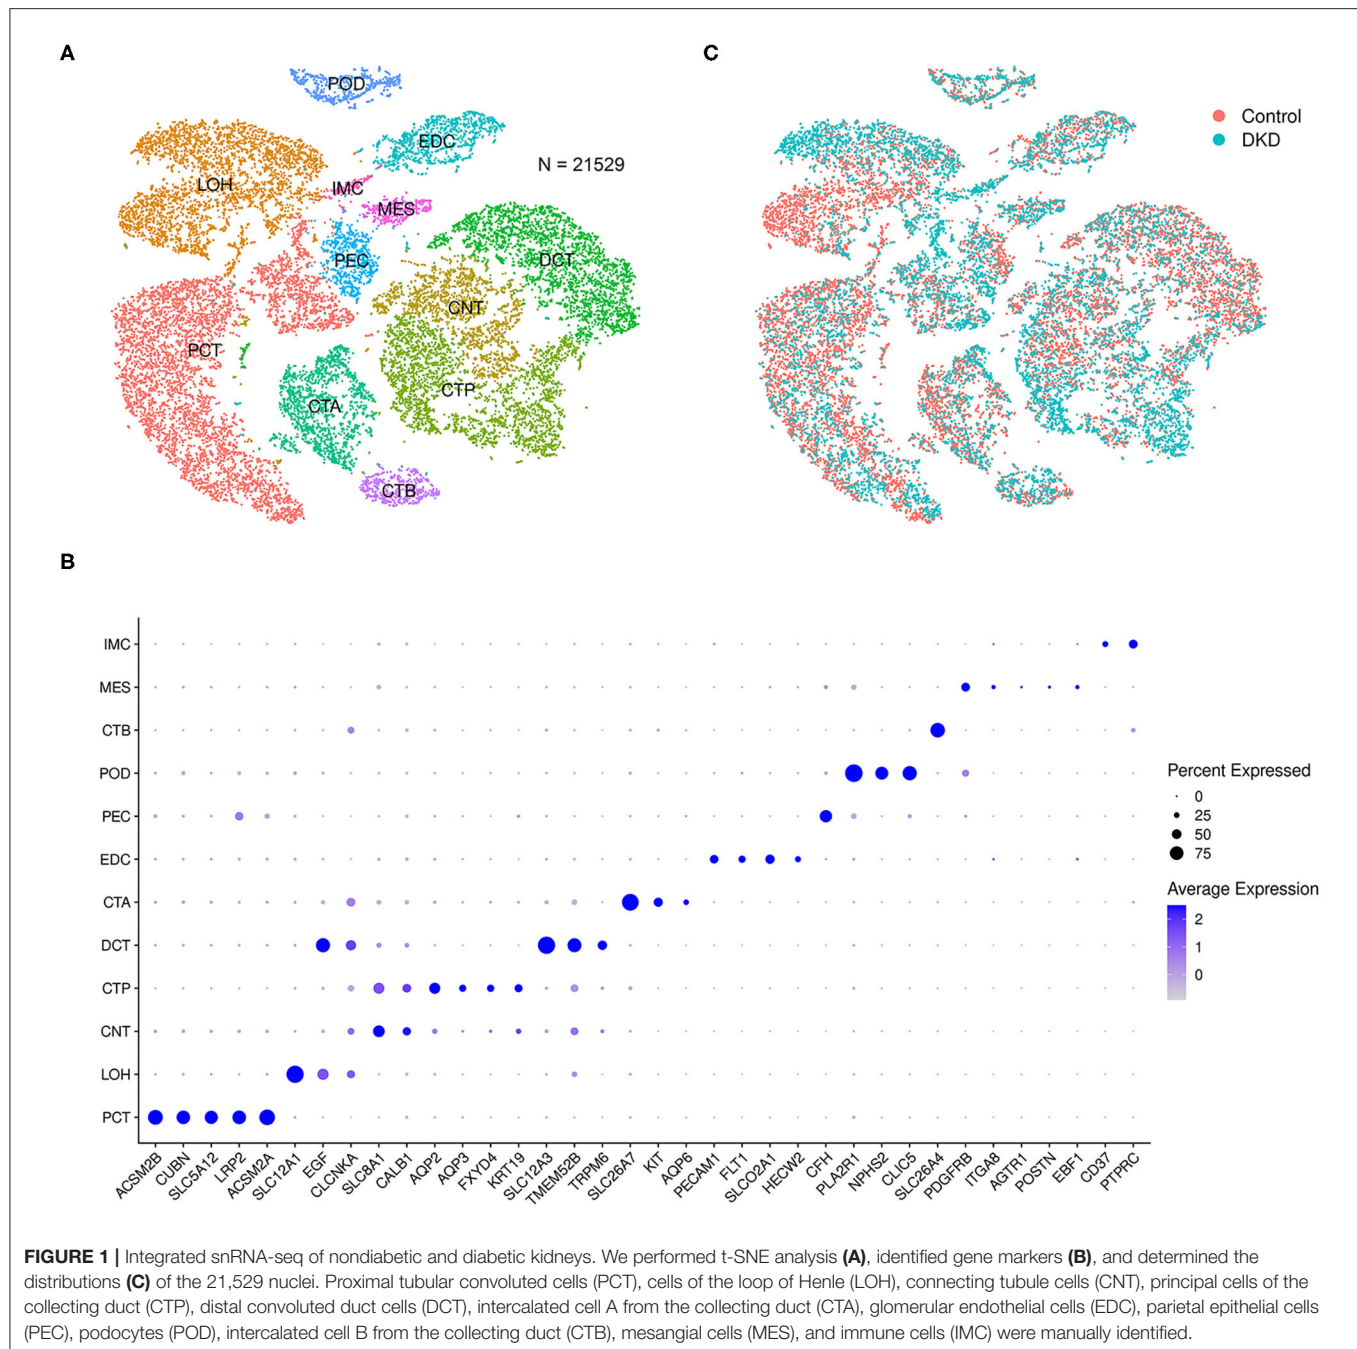 A
C
POD
EDC
N = 21529
LOH
IMC
MES
PEC
DCT
CNT
PCT
CTP
CTA
CTB
Control
DKD
B
IMC
MES
CTB
POD
PEC
EDC
CTA
DCT
CTP
CNT
LOH
PCT
ACSM2B
CUBN
SLC5A12
LRP2
ACSM2A
SLC12A1
EGF
CLCNKA
SLC8A1
CALB1
AQP2
AQP3
FXYD4
KRT19
SLC12A3
TMEM52B
TRPM6
SLC26A7
KIT
AQP6
PECAM1
FLT1
SLCO2A1
HECW2
CFH
PLA2R1
NPHS2
CLIC5
SLC26A4
PDGFRB
ITGA8
AGTR1
POSTN
EBF1
CD37
PTPRC
Percent Expressed
0
25
50
75
Average Expression
2
1
0
FIGURE 1 | Integrated snRNA-seq of nondiabetic and diabetic kidneys. We performed t-SNE analysis (A), identified gene markers (B), and determined the
distributions (C) of the 21,529 nuclei. Proximal tubular convoluted cells (PCT), cells of the loop of Henle (LOH), connecting tubule cells (CNT), principal cells of the
collecting duct (CTP), distal convoluted duct cells (DCT), intercalated cell A from the collecting duct (CTA), glomerular endothelial cells (EDC), parietal epithelial cells
(PEC), podocytes (POD), intercalated cell B from the collecting duct (CTB), mesangial cells (MES), and immune cells (IMC) were manually identified.